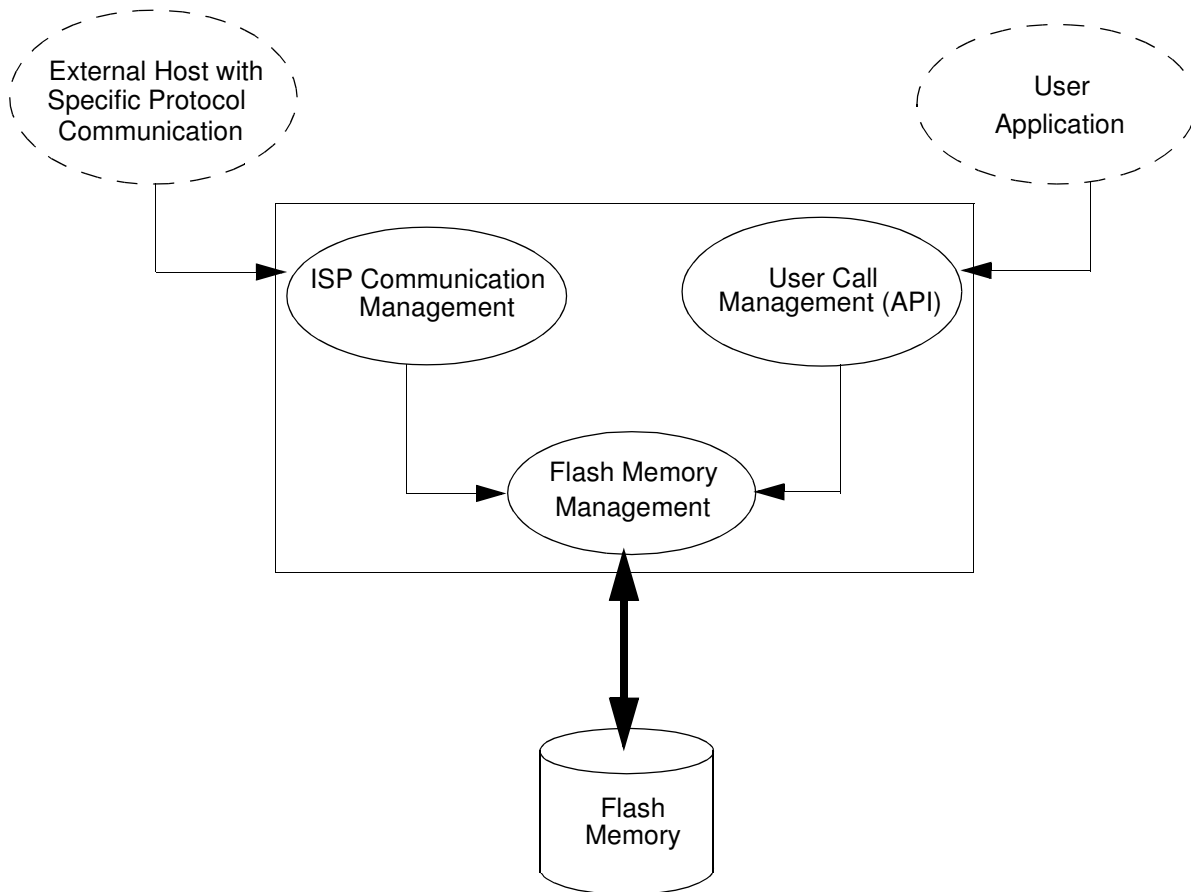 External Host with
Specific Protocol
Communication
User
Application
ISP Communication
Management
User Call
Management (API)
Flash Memory
Management
Flash
Memory